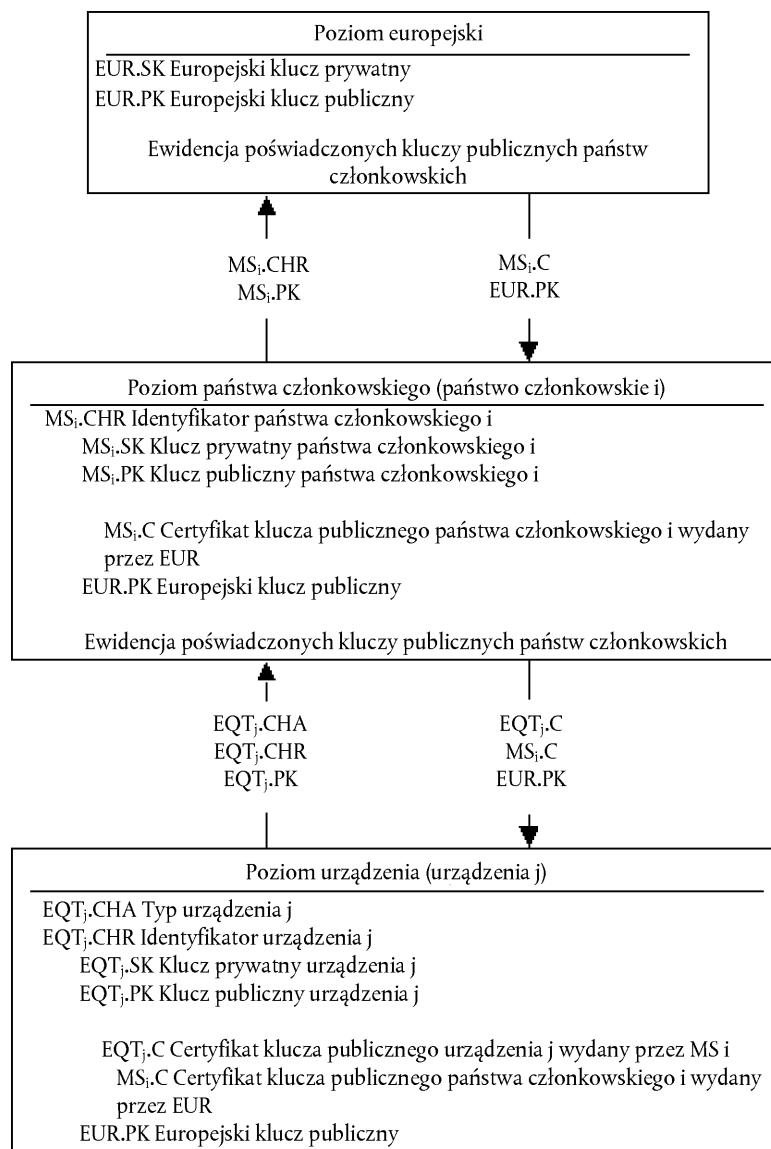 Poziom europejski
EUR.SK Europejski klucz prywatny
EUR.PK Europejski klucz publiczny
Ewidencja poświadczonych kluczy publicznych państw
członkowskich
MSi.CHR
MSi.PK
MSi.C
EUR.PK
Poziom państwa członkowskiego (państwo członkowskie i)
MSi.CHR Identyfikator państwa członkowskiego i
MSi.SK Klucz prywatny państwa członkowskiego i
MSi.PK Klucz publiczny państwa członkowskiego i
MSi.C Certyfikat klucza publicznego państwa członkowskiego i wydany
przez EUR
EUR.PK Europejski klucz publiczny
Ewidencja poświadczonych kluczy publicznych państw członkowskich
EQTj.CHA
EQTj.CHR
EQTj.PK
EQTj.C
MSi.C
EUR.PK
Poziom urządzenia (urządzenia j)
EQTj.CHA Typ urządzenia j
EQTj.CHR Identyfikator urządzenia j
EQTj.SK Klucz prywatny urządzenia j
EQTj.PK Klucz publiczny urządzenia j
EQTj.C Certyfikat klucza publicznego urządzenia j wydany przez MS i
MSi.C Certyfikat klucza publicznego państwa członkowskiego i wydany
przez EUR
EUR.PK Europejski klucz publiczny